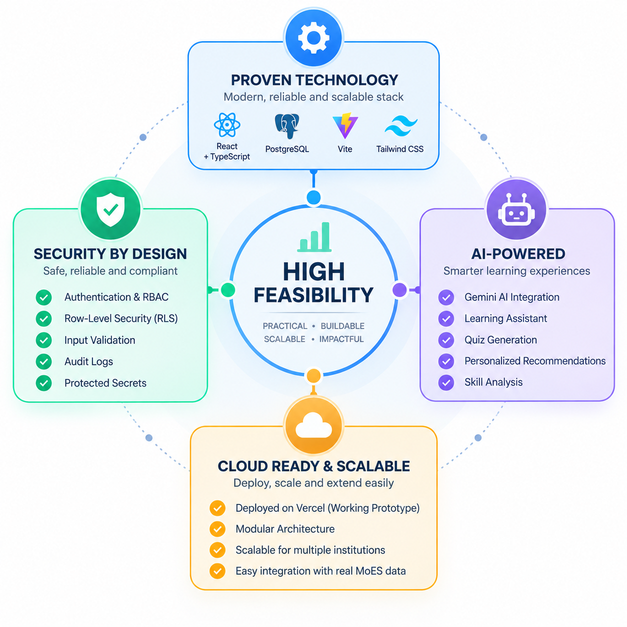 PROVEN TECHNOLOGY
Modern, reliable and scalable stack
React
+ TypeScript
PostgreSQL
Vite
Tailwind CSS
SECURITY BY DESIGN
Safe, reliable and compliant
Authentication & RBAC
Row-Level Security (RLS)
Input Validation
Audit Logs
Protected Secrets
HIGH
FEASIBILITY
PRACTICAL • BUILDABLE
SCALABLE • IMPACTFUL
AI-POWERED
Smarter learning experiences
Gemini AI Integration
Learning Assistant
Quiz Generation
Personalized Recommendations
Skill Analysis
CLOUD READY & SCALABLE
Deploy, scale and extend easily
Deployed on Vercel (Working Prototype)
Modular Architecture
Scalable for multiple institutions
Easy integration with real MoES data